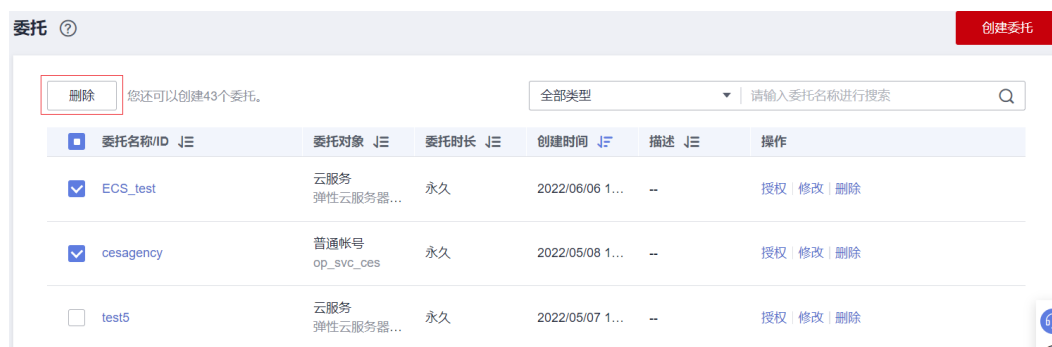 委托 ?
创建委托
删除 您还可以创建43个委托。 全部类型 请输入委托名称进行搜索
委托名称/ID 委托对象 委托时长 创建时间 描述 操作
ECS_test 云服务 永久 2022/06/06 1... -- 授权 修改 删除
弹性云服务器...
cesagency 普通帐号 永久 2022/05/08 1... -- 授权 修改 删除
op_svc_ces
test5 云服务 永久 2022/05/07 1... -- 授权 修改 删除
弹性云服务器...